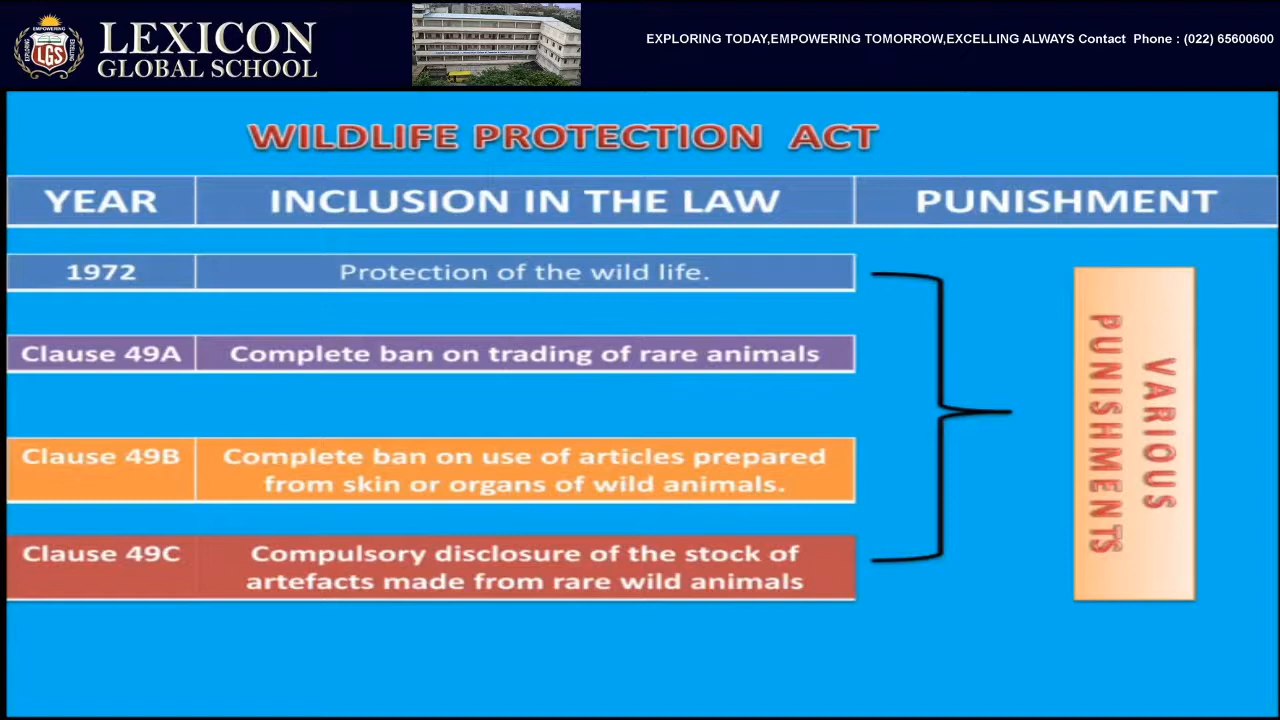 EMPOWERING
LGS
LEXICON
GLOBAL SCHOOL
EXPLORING TODAY,EMPOWERING TOMORROW,EXCELLING ALWAYS Contact Phone : (022) 65600600
WILDLIFE PROTECTION ACT
YEAR INCLUSION IN THE LAW PUNISHMENT
1972 Protection of the wild life.
Clause 49A Complete ban on trading of rare animals
Clause 49B Complete ban on use of articles prepared
from skin or organs of wild animals.
Clause 49C Compulsory disclosure of the stock of
artefacts made from rare wild animals
VARIOUS
PUNISHMENTS